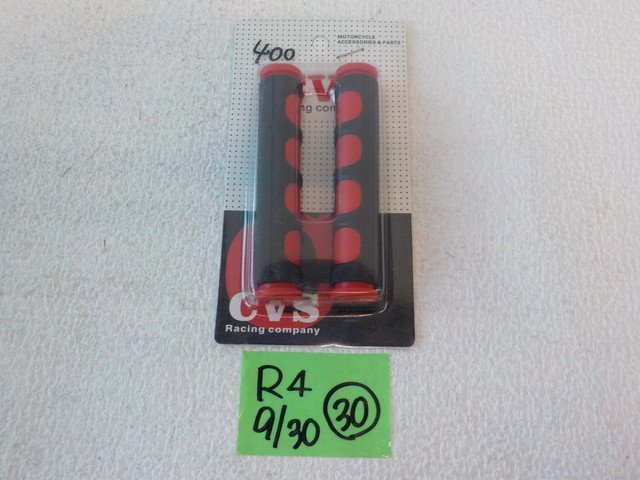 400
MOTORCYCLE
ACCESSORIES & PARTS
CVS
Racing company
R4
9/30
30